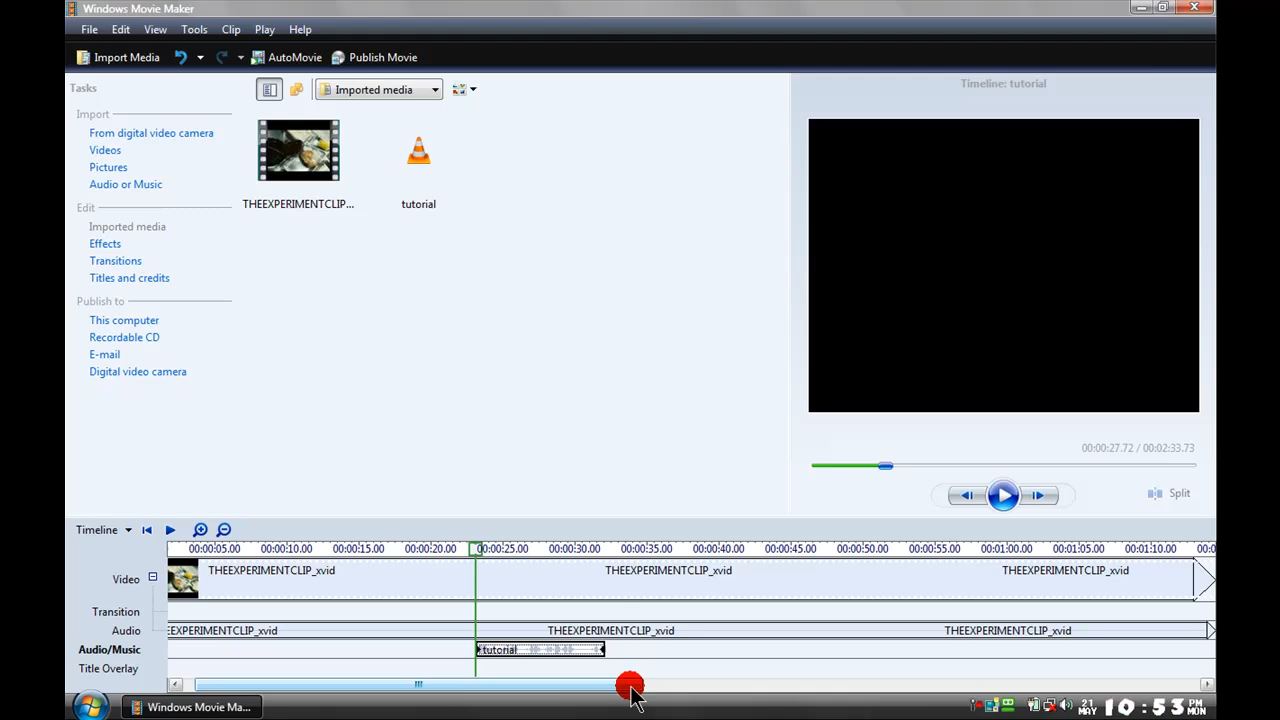 Windows Movie Maker
File Edit View Tools Clip Play Help
Import Media AutoMovie Publish Movie
Tasks
Imported media
Timeline: tutorial
Import
From digital video camera
Videos
Pictures
Audio or Music
THEEXPERIMENTCLIP... tutorial
Edit
Imported media
Effects
Transitions
Titles and credits
Publish to
This computer
Recordable CD
E-mail
Digital video camera
00:00:27.72 / 00:02:33.73
Split
Timeline
00:00:05.00 00:00:10.00 00:00:15.00 00:00:20.00 00:00:25.00 00:00:30.00 00:00:35.00 00:00:40.00 00:00:45.00 00:00:50.00 00:00:55.00 00:01:00.00 00:01:05.00 00:01:10.00 00:0
Video THEEXPERIMENTCLIP_xvid THEEXPERIMENTCLIP_xvid THEEXPERIMENTCLIP_xvid
Transition
Audio EXPERIMENTCLIP_xvid THEEXPERIMENTCLIP_xvid THEEXPERIMENTCLIP_xvid
Audio/Music tutorial
Title Overlay
Windows Movie Ma... 21 MAY 10:53 PM MON